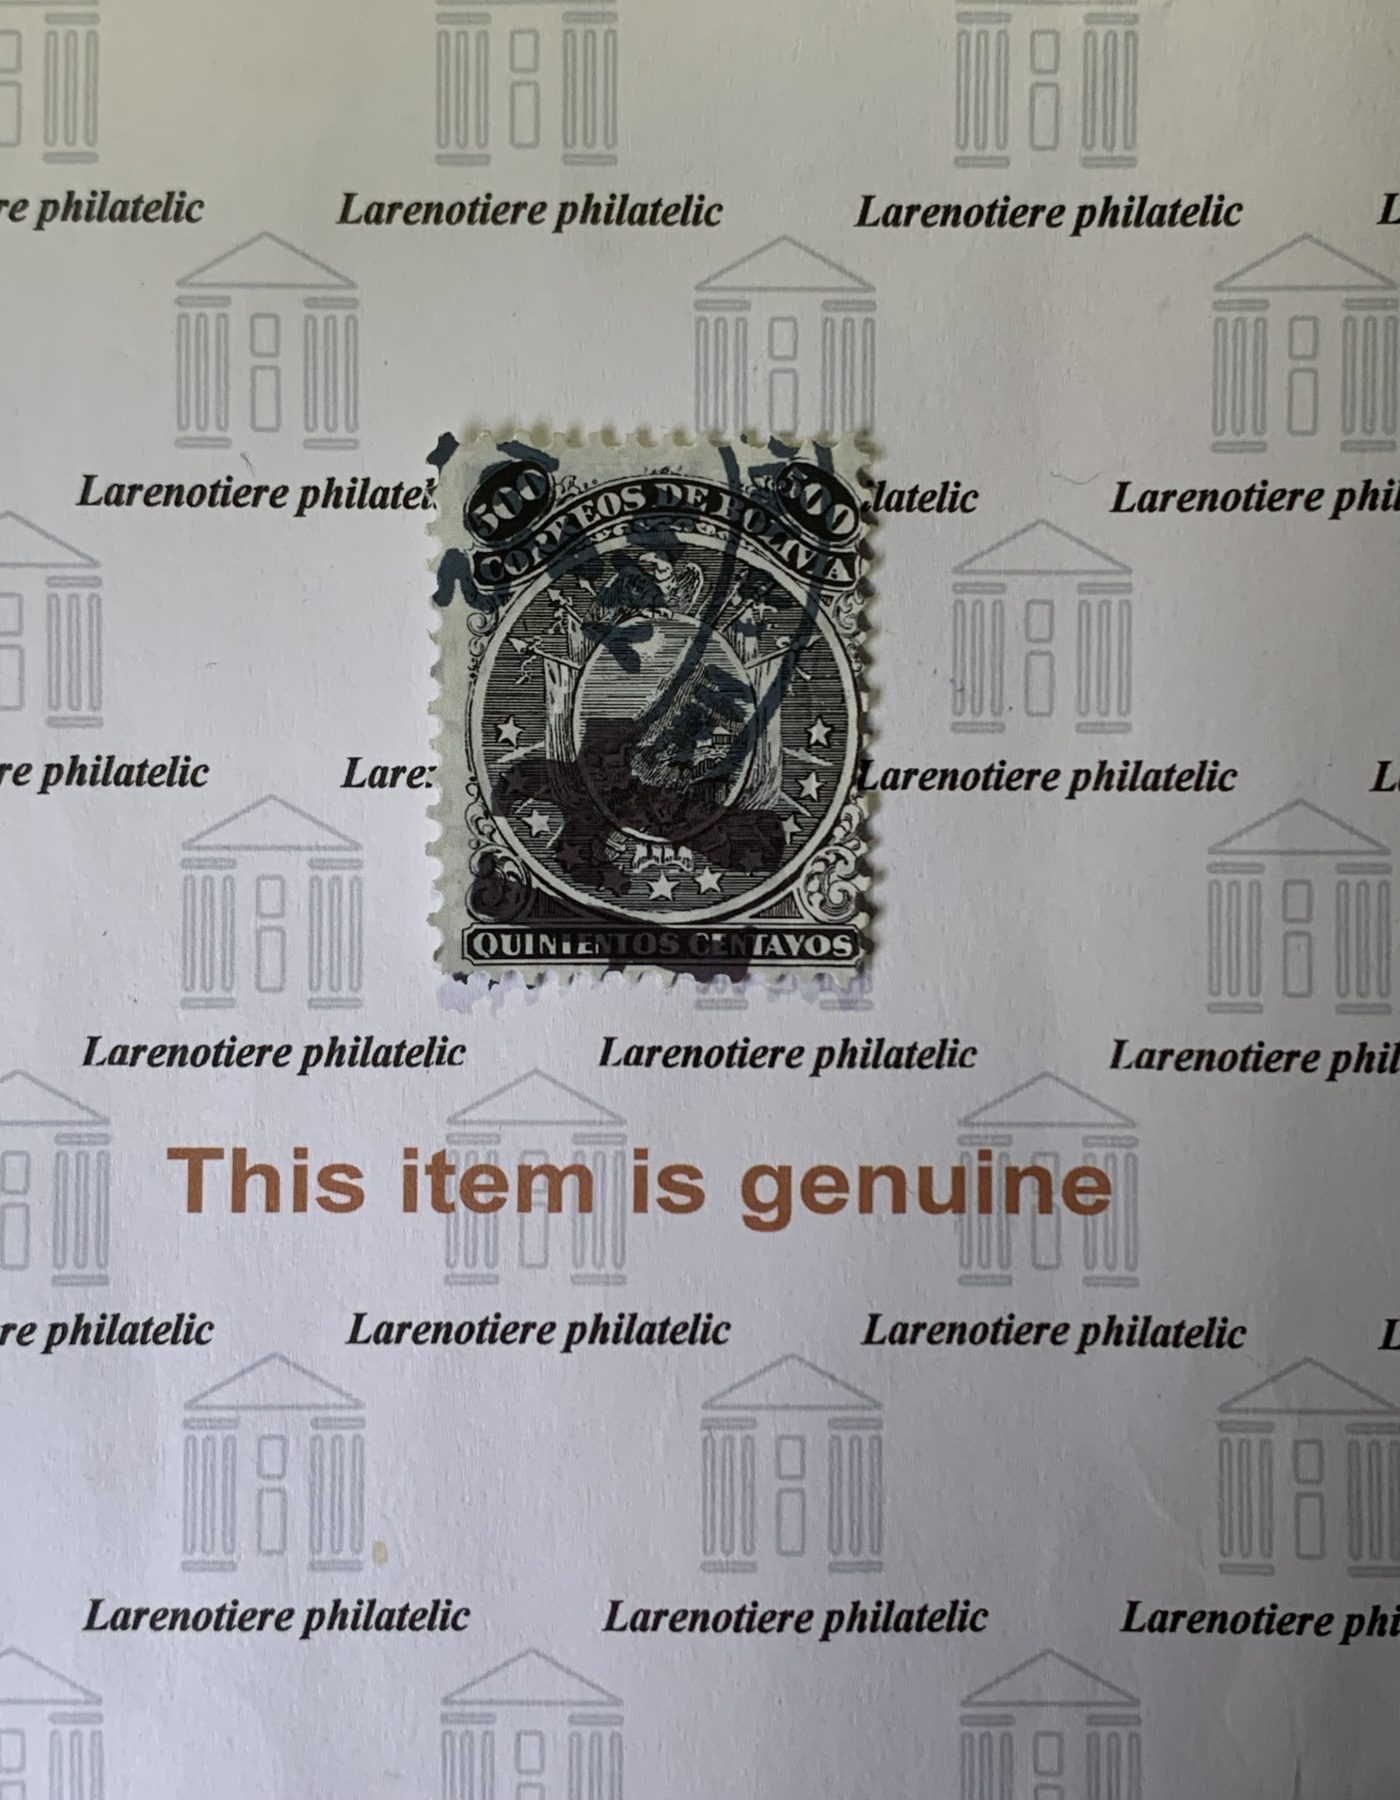 re philatelic Larenotiere philatelic Larenotiere philatelic L
Larenotiere philatel latelic Larenotiere phil
500 500
CORREOS DE BOLIVIA
re philatelic Lare Larenotiere philatelic L
QUINIENTOS CENTAVOS
Larenotiere philatelic Larenotiere philatelic Larenotiere phil
This item is genuine
re philatelic Larenotiere philatelic Larenotiere philatelic L
Larenotiere philatelic Larenotiere philatelic Larenotiere phi